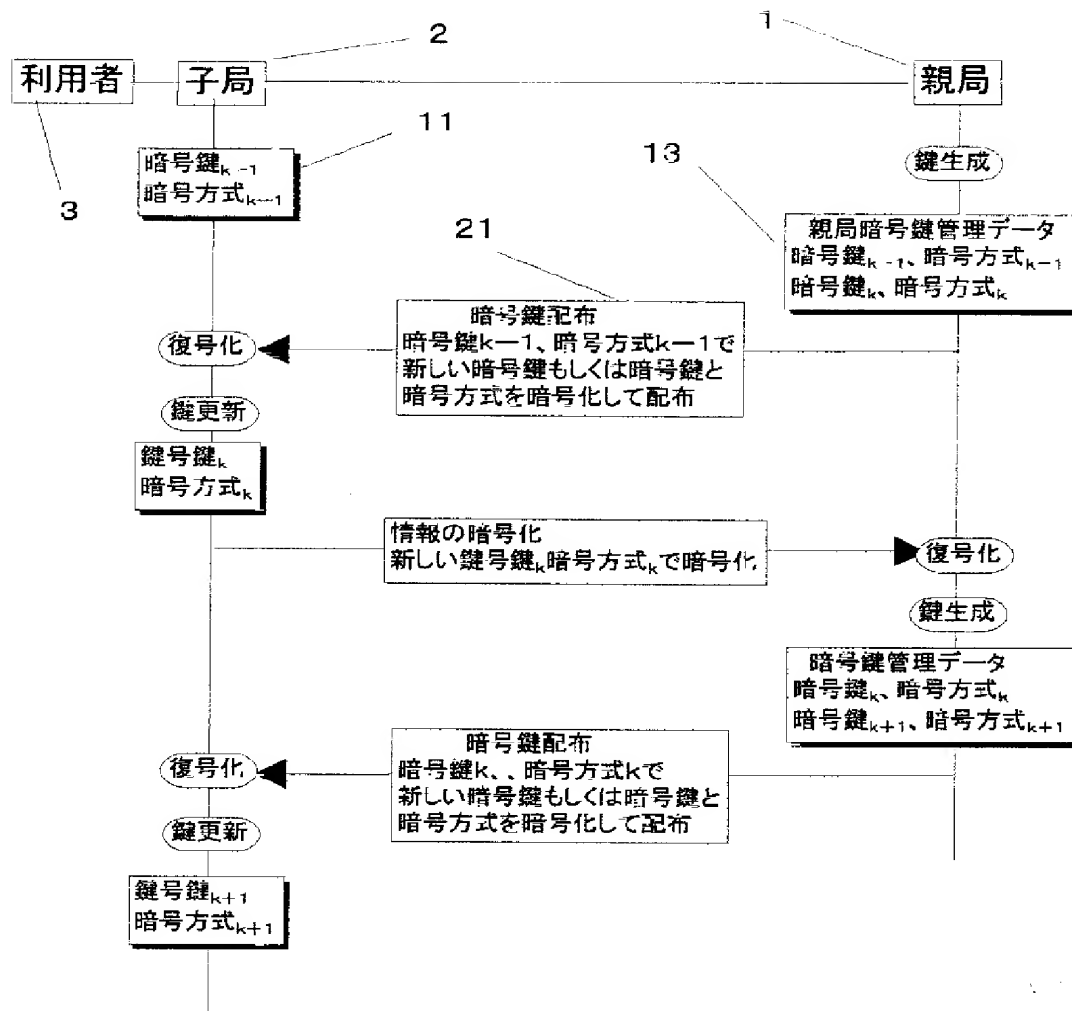 1
2
利用者
子局
親局
11
暗号鍵k-1
暗号方式k-1
3
13
鍵生成
親局暗号鍵管理データ
暗号鍵k-1、暗号方式k-1
暗号鍵k、暗号方式k
21
暗号鍵配布
暗号鍵k-1、暗号方式k-1で
新しい暗号鍵もしくは暗号鍵と
暗号方式を暗号化して配布
復号化
鍵更新
鍵号鍵k
暗号方式k
情報の暗号化
新しい鍵号鍵k暗号方式kで暗号化
復号化
鍵生成
暗号鍵管理データ
暗号鍵k、暗号方式k
暗号鍵k+1、暗号方式k+1
暗号鍵配布
暗号鍵k、、暗号方式kで
新しい暗号鍵もしくは暗号鍵と
暗号方式を暗号化して配布
復号化
鍵更新
鍵号鍵k+1
暗号方式k+1